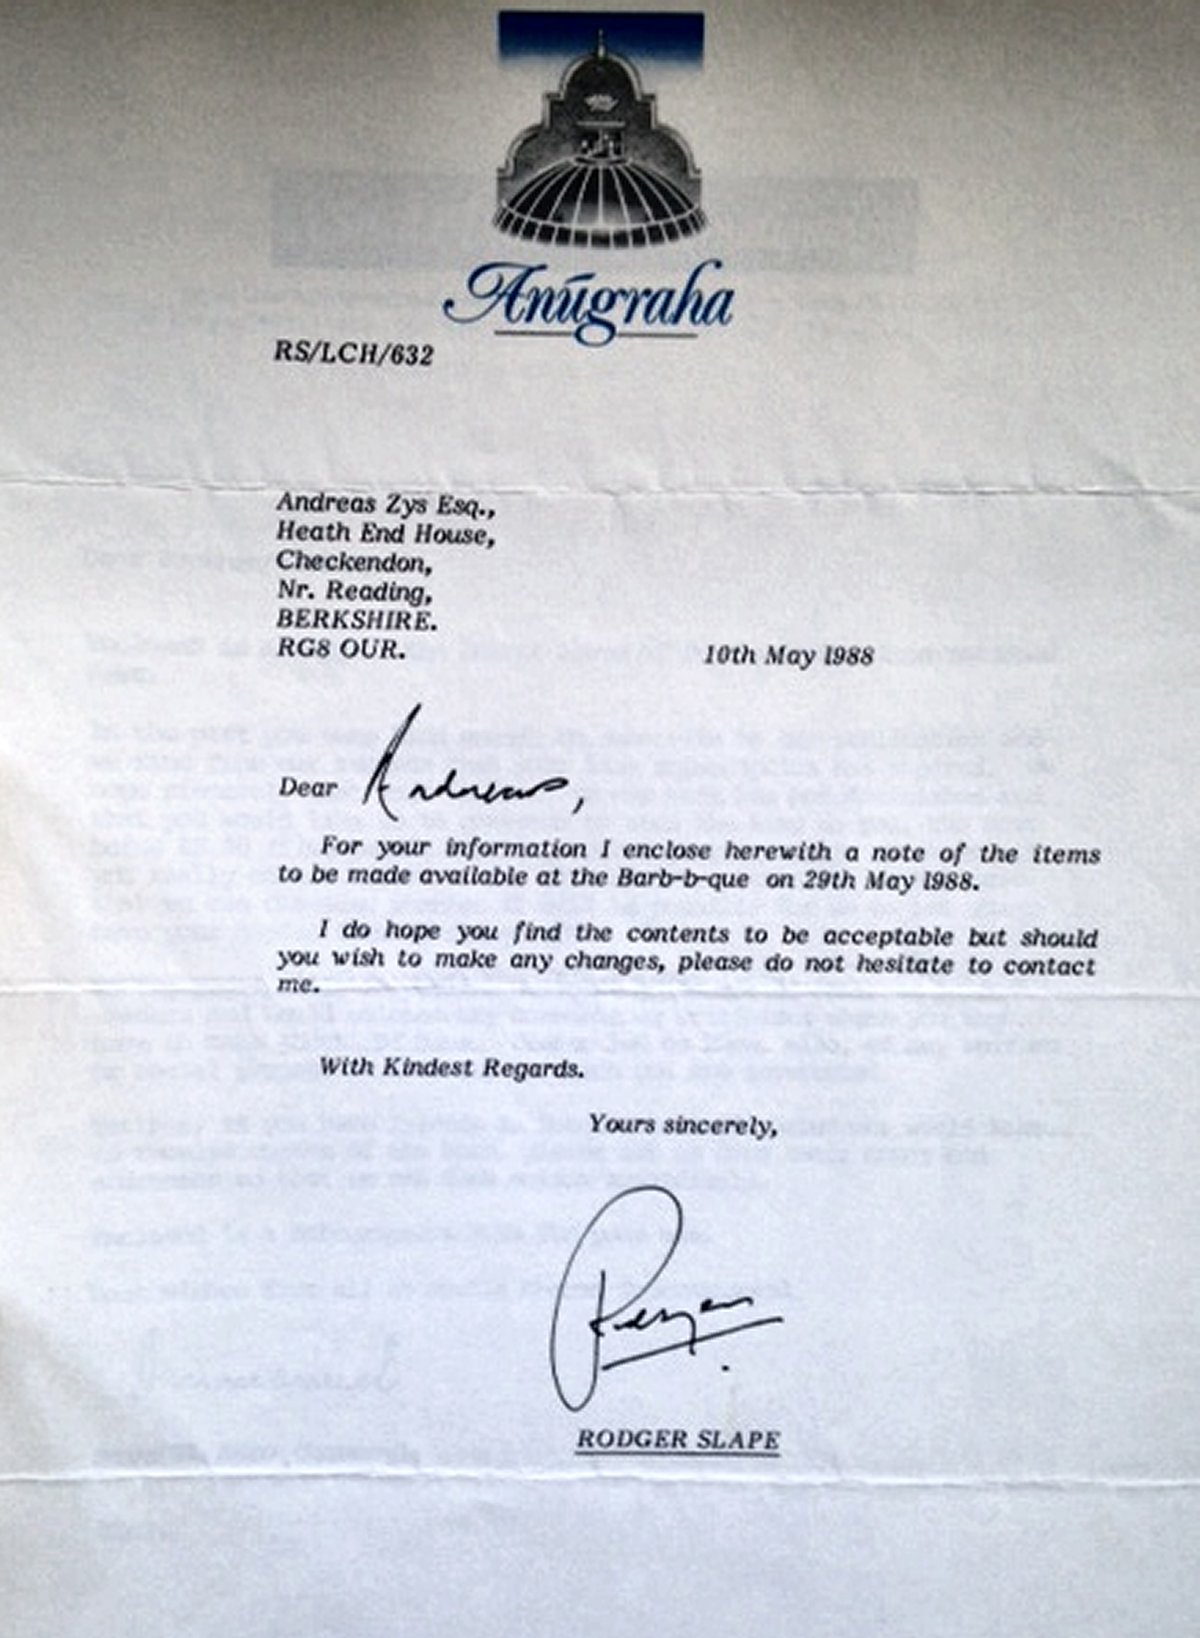 Anūgraha
RS/LCH/632
Andreas Zys Esq.,
Heath End House,
Checkendon,
Nr. Reading,
BERKSHIRE.
RG8 OUR.
10th May 1988
Dear Andreas,
For your information I enclose herewith a note of the items
to be made available at the Barb-b-que on 29th May 1988.
I do hope you find the contents to be acceptable but should
you wish to make any changes, please do not hesitate to contact
me.
With Kindest Regards.
Yours sincerely,
RODGER SLAPE